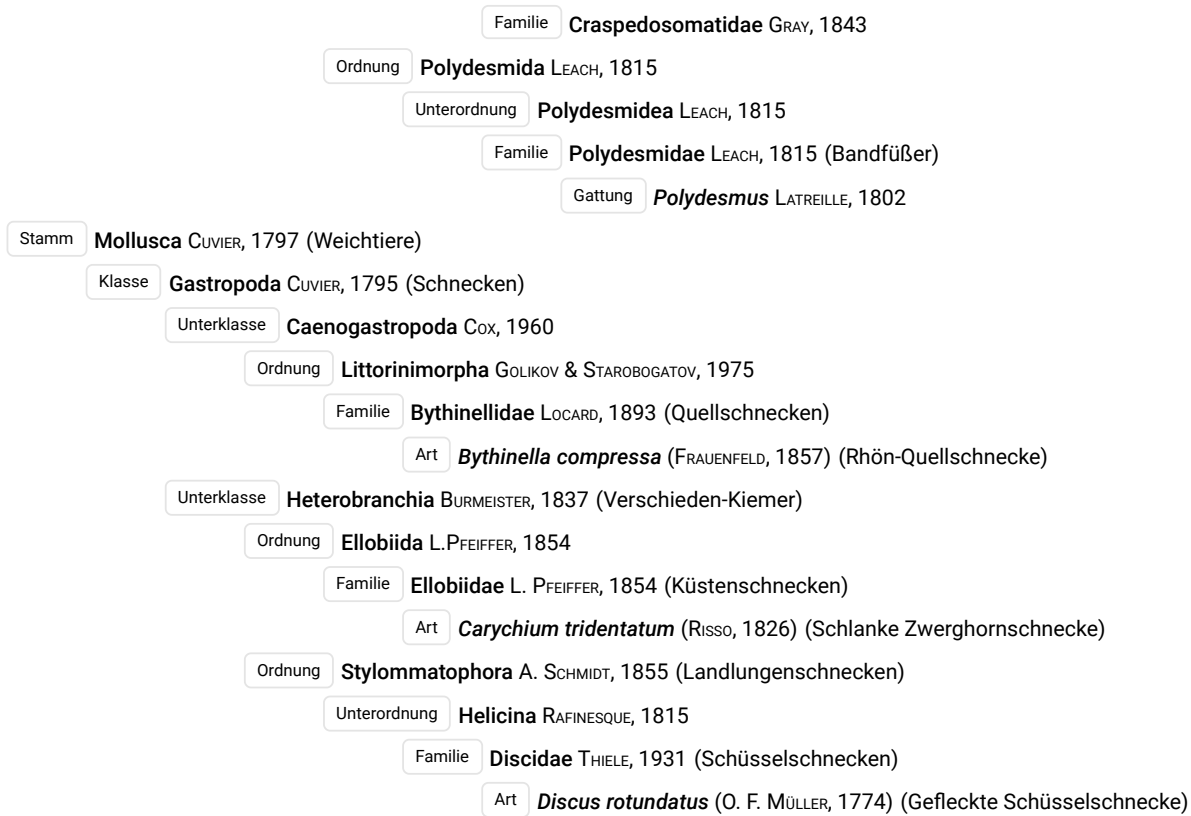 Familie Craspedosomatidae Gray, 1843
Ordnung Polydesmida Leach, 1815
Unterordnung Polydesmidea Leach, 1815
Familie Polydesmidae Leach, 1815 (Bandfüßer)
Gattung Polydesmus Latreille, 1802
Stamm Mollusca Cuvier, 1797 (Weichtiere)
Klasse Gastropoda Cuvier, 1795 (Schnecken)
Unterklasse Caenogastropoda Cox, 1960
Ordnung Littorinimorpha Golikov & Starobogatov, 1975
Familie Bythinellidae Locard, 1893 (Quellschnecken)
Art Bythinella compressa (Frauenfeld, 1857) (Rhön-Quellschnecke)
Unterklasse Heterobranchia Burmeister, 1837 (Verschieden-Kiemer)
Ordnung Ellobiida L.Pfeiffer, 1854
Familie Ellobiidae L. Pfeiffer, 1854 (Küstenschnecken)
Art Carychium tridentatum (Risso, 1826) (Schlanke Zwerghornschnecke)
Ordnung Stylommatophora A. Schmidt, 1855 (Landlungenschnecken)
Unterordnung Helicina Rafinesque, 1815
Familie Discidae Thiele, 1931 (Schüsselschnecken)
Art Discus rotundatus (O. F. Müller, 1774) (Gefleckte Schüsselschnecke)